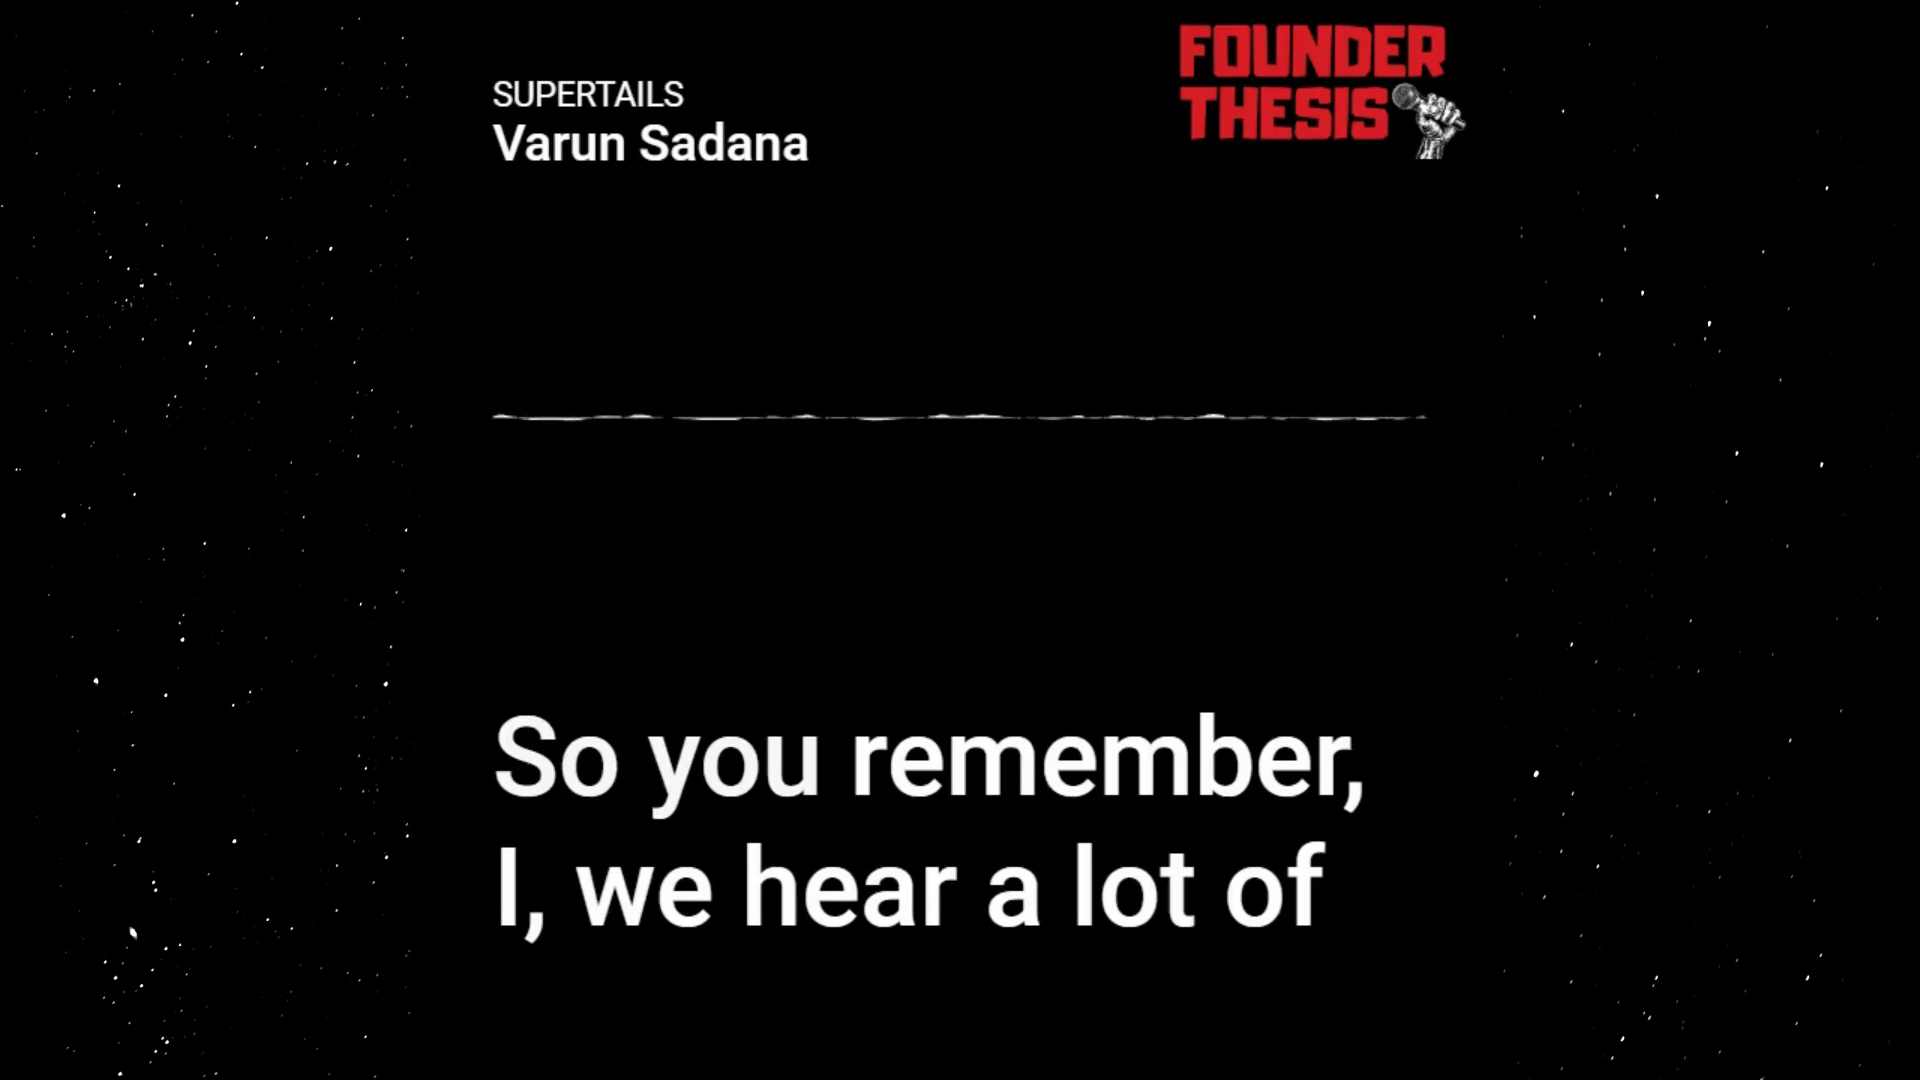 SUPERTAILS
Varun Sadana
FOUNDER
THESIS
So you remember,
I, we hear a lot of